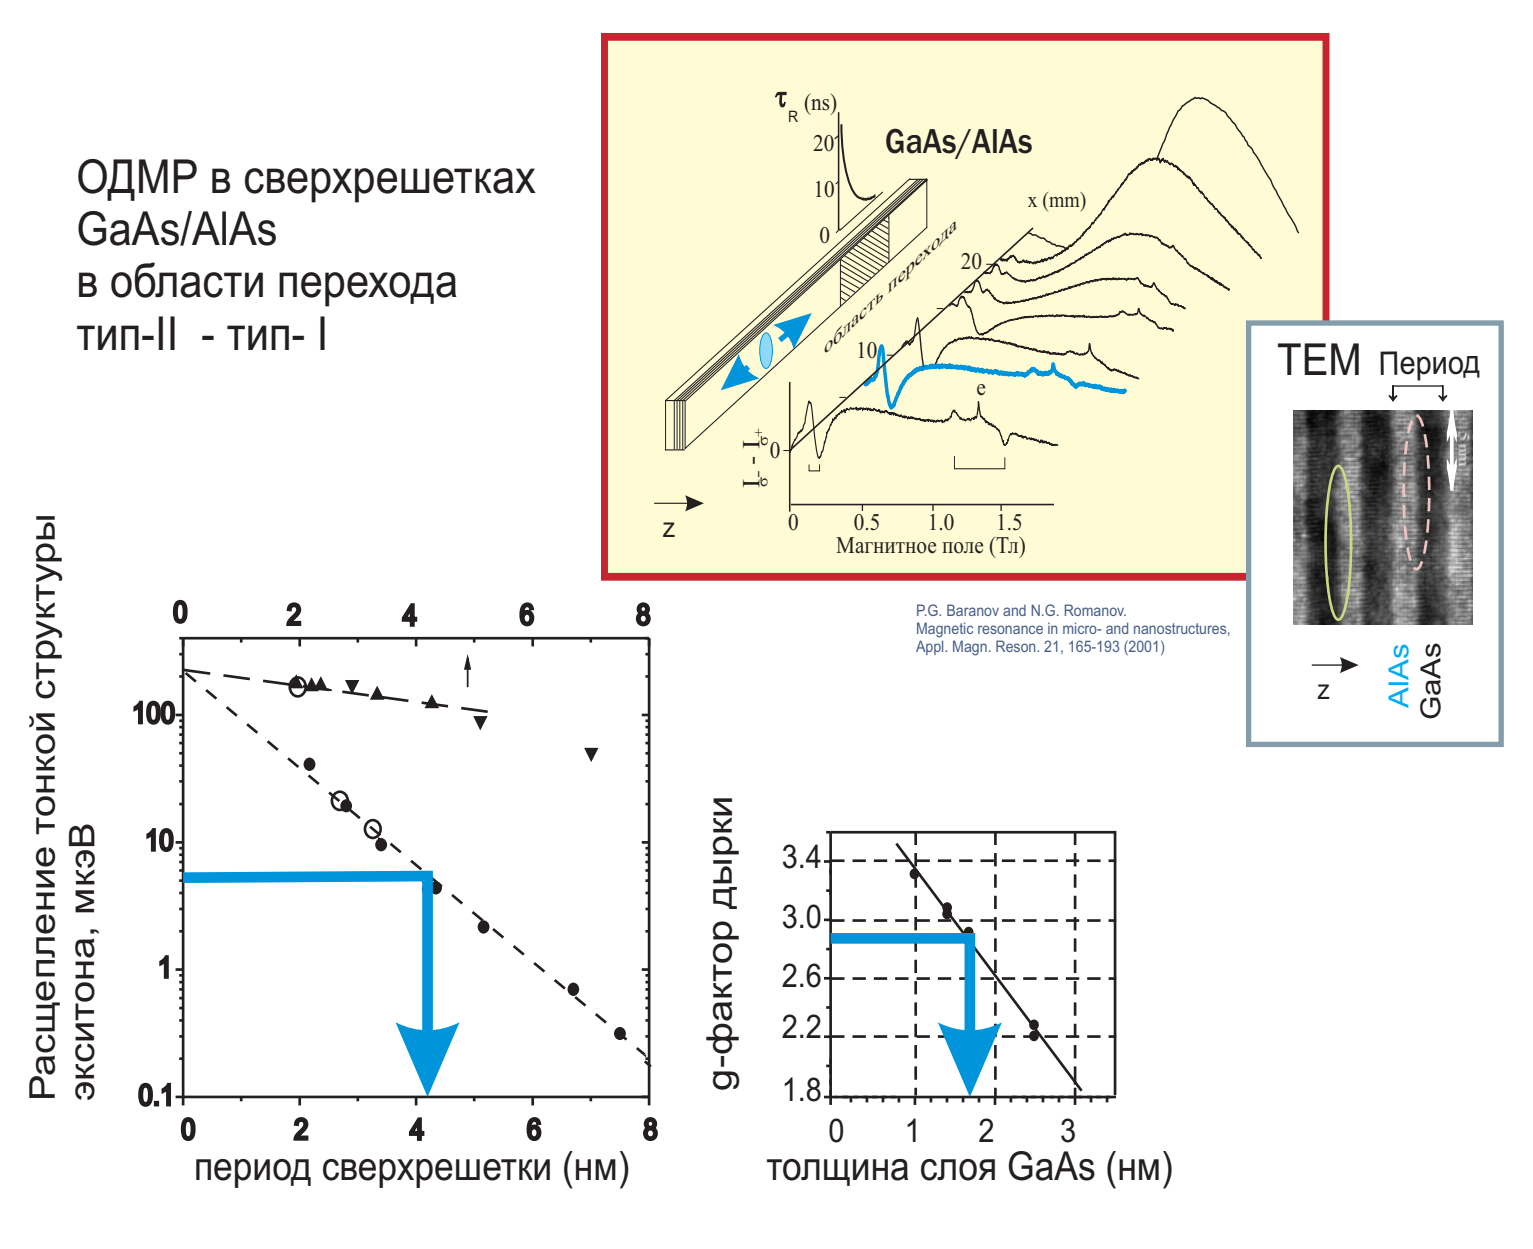 ОДМР в сверхрешетках
GaAs/AlAs
в области перехода
тип-II - тип- I
τR (ns)
20
10
0
GaAs/AlAs
x (mm)
20
10
0
область перехода
e
Iσ- - Iσ+
z
0 0.5 1.0 1.5
Магнитное поле (Тл)
P.G. Baranov and N.G. Romanov.
Magnetic resonance in micro- and nanostructures,
Appl. Magn. Reson. 21, 165-193 (2001)
TEM Период
5 nm
z
AlAs
GaAs
Расщепление тонкой структуры
экситона, мкэВ
0 2 4 6 8
100
10
1
0.1
0 2 4 6 8
период сверхрешетки (нм)
g-фактор дырки
3.4
3.0
2.6
2.2
1.8
0 1 2 3
толщина слоя GaAs (нм)